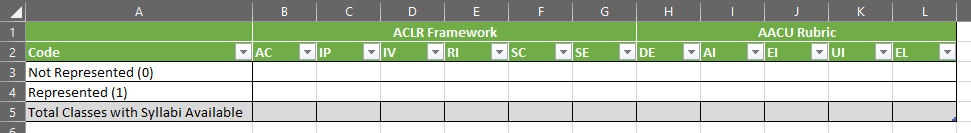 A B C D E F G H I J K L
1 ACLR Framework AACU Rubric
2 Code AC IP IV RI SC SE DE AI EI UI EL
3 Not Represented (0)
4 Represented (1)
5 Total Classes with Syllabi Available
6